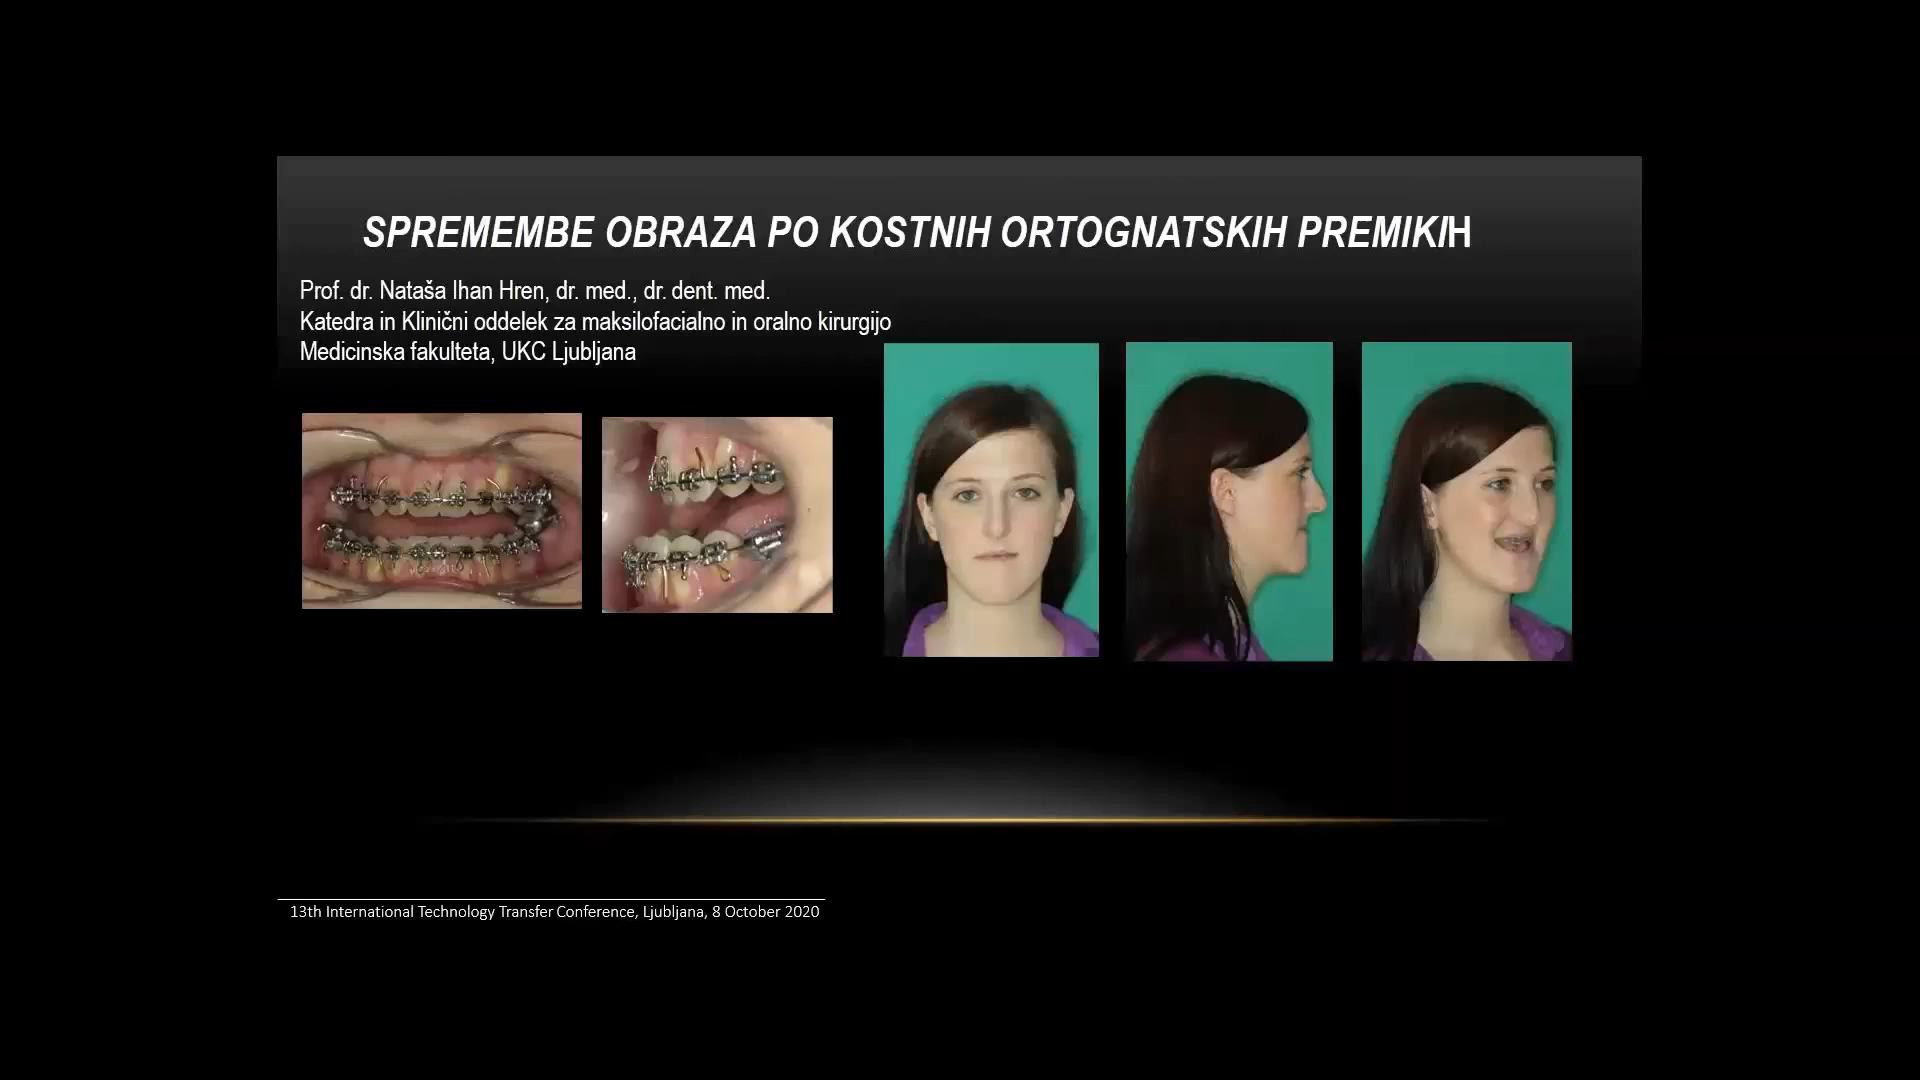 SPREMEMBE OBRAZA PO KOSTNIH ORTOGNATSKIH PREMIKIH
Prof. dr. Nataša Ihan Hren, dr. med., dr. dent. med.
Katedra in Klinični oddelek za maksilofacialno in oralno kirurgijo
Medicinska fakulteta, UKC Ljubljana
13th International Technology Transfer Conference, Ljubljana, 8 October 2020